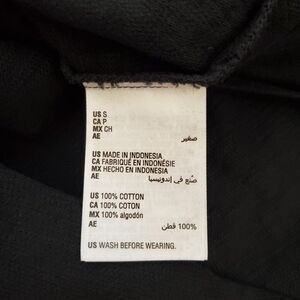 US S
CA P
MX CH
AE صغير
US MADE IN INDONESIA
CA FABRIQUÉ EN INDONÉSIE
MX HECHO EN INDONESIA
AE صُنع في إندونيسيا
US 100% COTTON
CA 100% COTON
MX 100% algodón
AE 100% قطن
US WASH BEFORE WEARING.